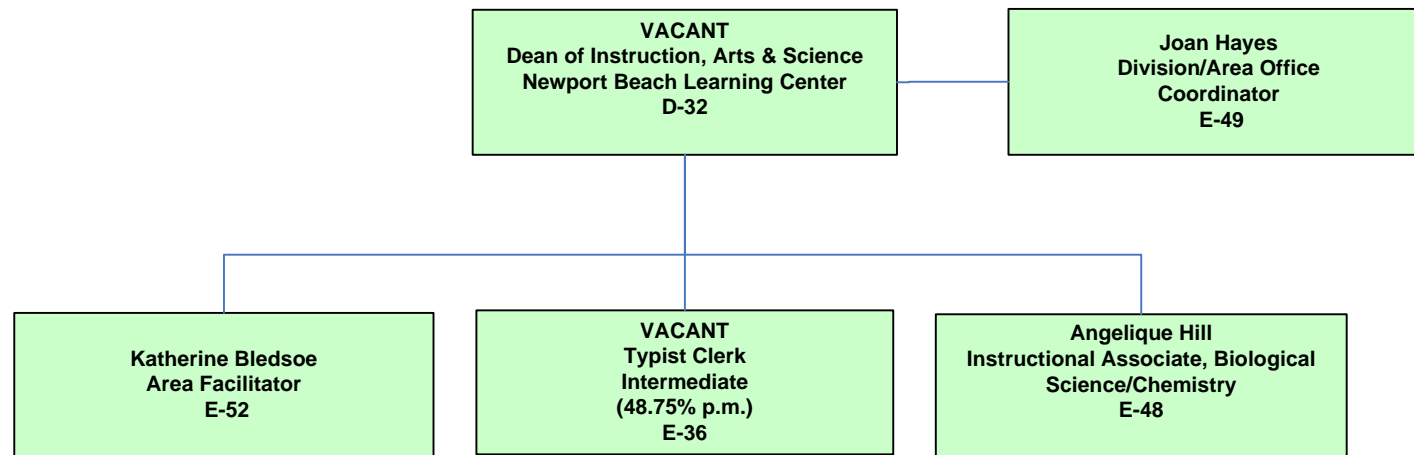 VACANT
Dean of Instruction, Arts & Science
Newport Beach Learning Center
D-32
Joan Hayes
Division/Area Office
Coordinator
E-49
Katherine Bledsoe
Area Facilitator
E-52
VACANT
Typist Clerk
Intermediate
(48.75% p.m.)
E-36
Angelique Hill
Instructional Associate, Biological
Science/Chemistry
E-48